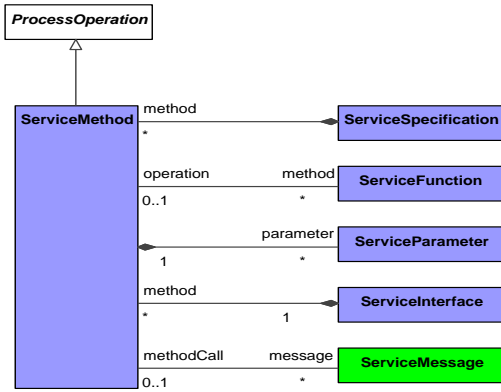 ProcessOperation
ServiceMethod
method
*
ServiceSpecification
operation
method
0..1
*
ServiceFunction
parameter
1
*
ServiceParameter
method
*
1
ServiceInterface
methodCall
message
0..1
*
ServiceMessage